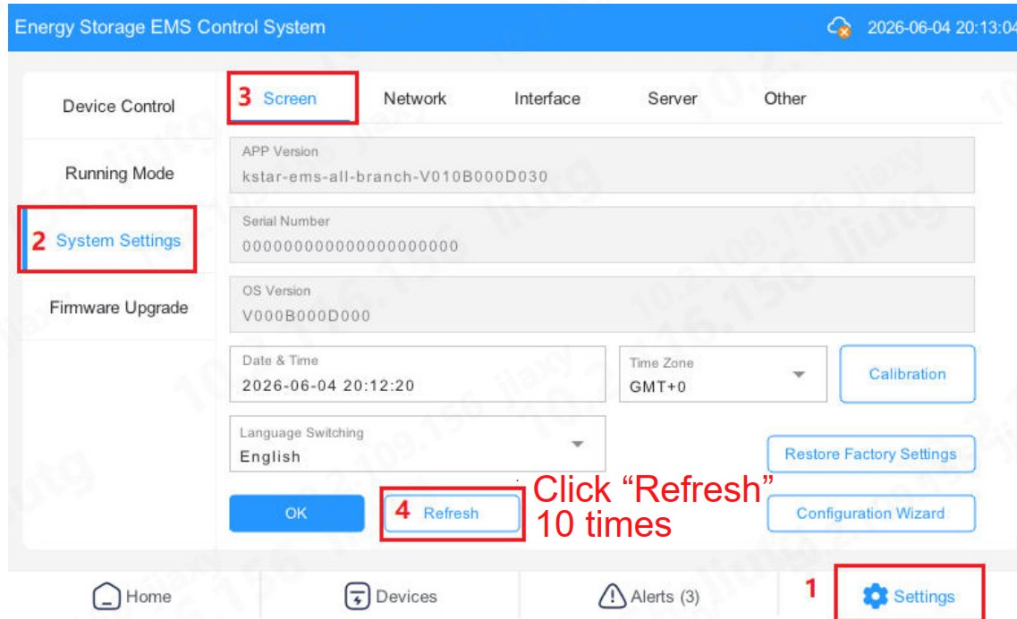 Energy Storage EMS Control System
2026-06-04 20:13:04
Device Control
Running Mode
2 System Settings
Firmware Upgrade
3 Screen
Network
Interface
Server
Other
APP Version
kstar-ems-all-branch-V010B000D030
Serial Number
0000000000000000000000
OS Version
V000B000D000
Date & Time
2026-06-04 20:12:20
Time Zone
GMT+0
Calibration
Language Switching
English
Restore Factory Settings
OK
4 Refresh
Click “Refresh”
10 times
Configuration Wizard
Home
Devices
Alerts (3)
1
Settings